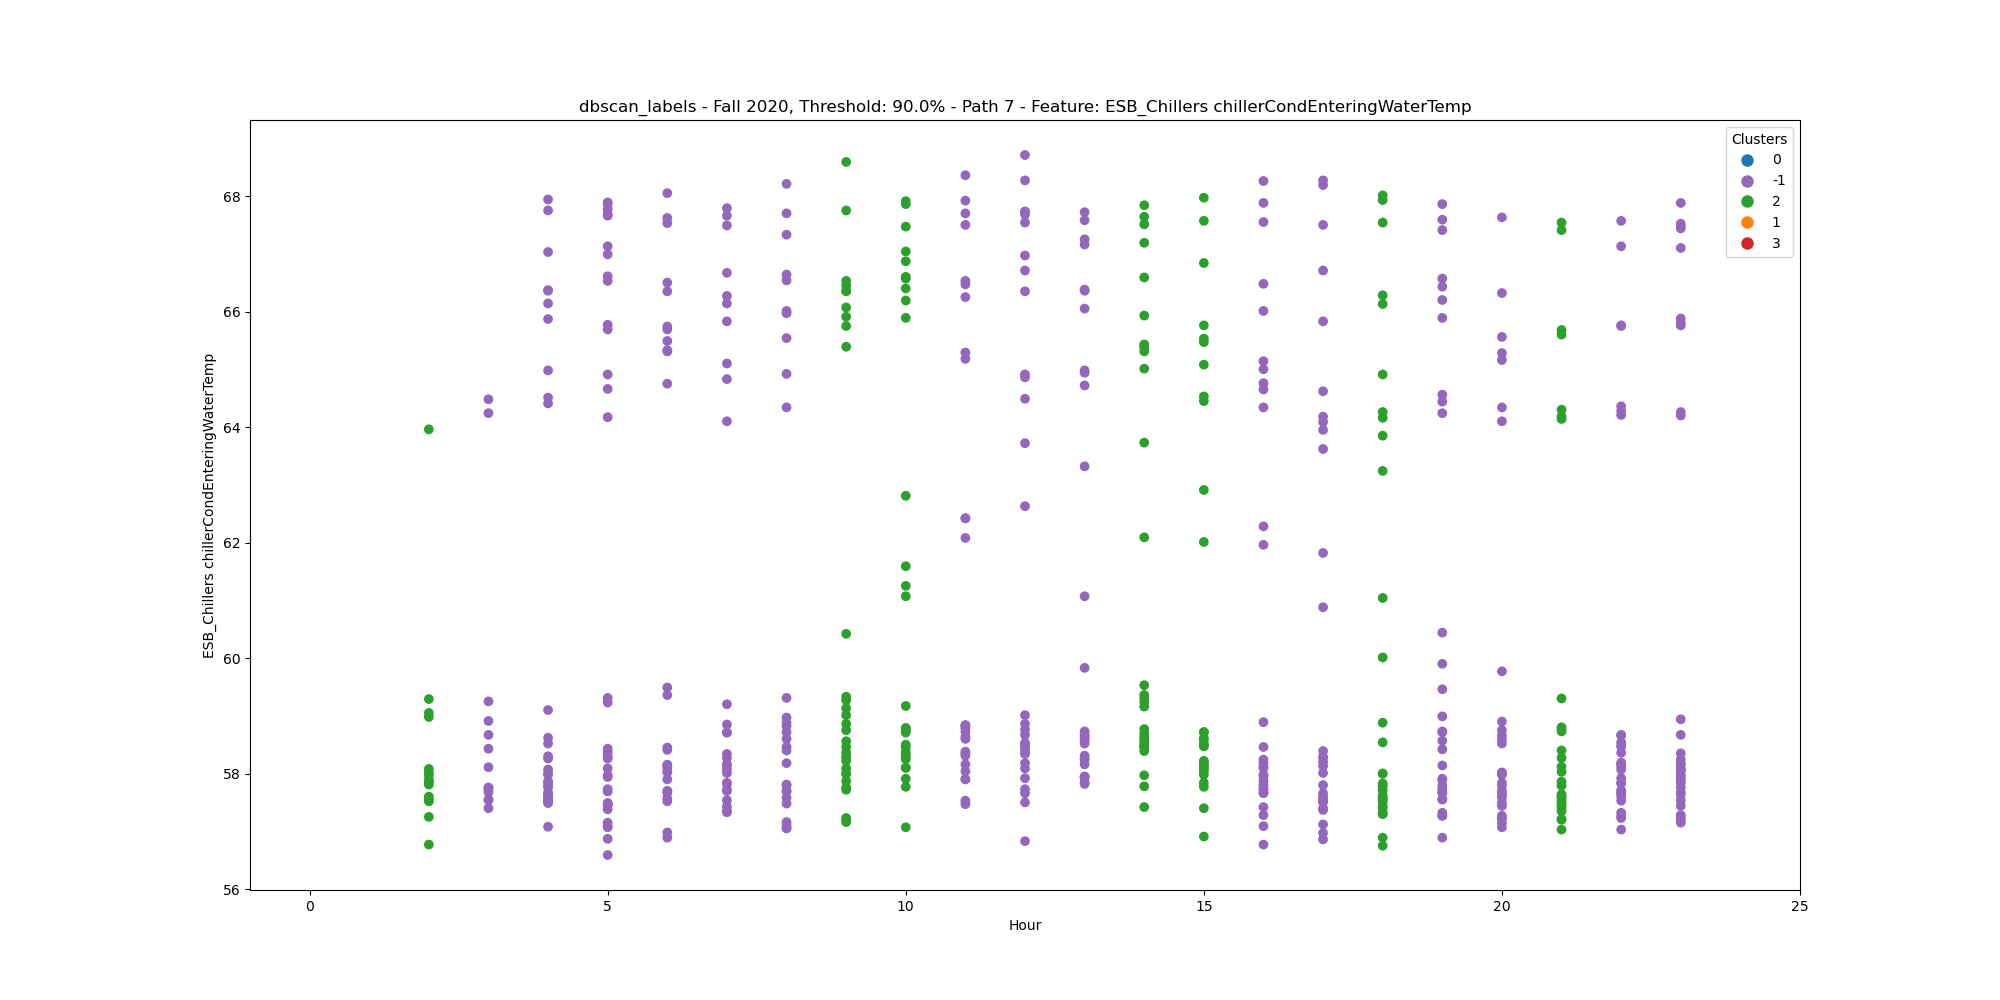 dbscan_labels - Fall 2020, Threshold: 90.0% - Path 7 - Feature: ESB_Chillers chillerCondEnteringWaterTemp
Clusters
0
-1
2
1
3
ESB_Chillers chillerCondEnteringWaterTemp
68
66
64
62
60
58
56
0 5 10 15 20 25
Hour